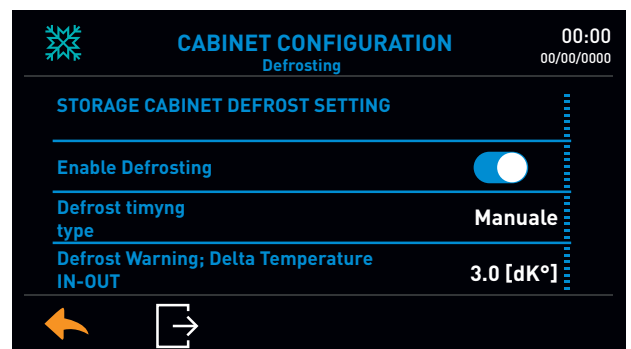 CABINET CONFIGURATION
Defrosting
00:00
00/00/0000
STORAGE CABINET DEFROST SETTING
Enable Defrosting
Defrost timyng
type
Manuale
Defrost Warning; Delta Temperature
IN-OUT
3.0 [dK°]